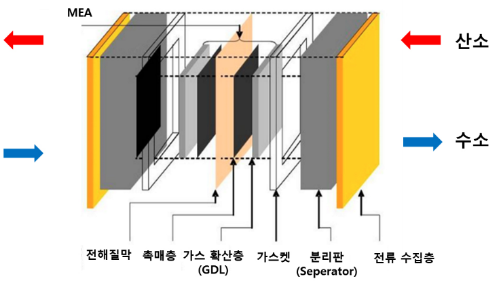 MEA
산소
수소
전해질막 촉매층 가스 확산층 가스켓 분리판 전류 수집층
(GDL) (Seperator)